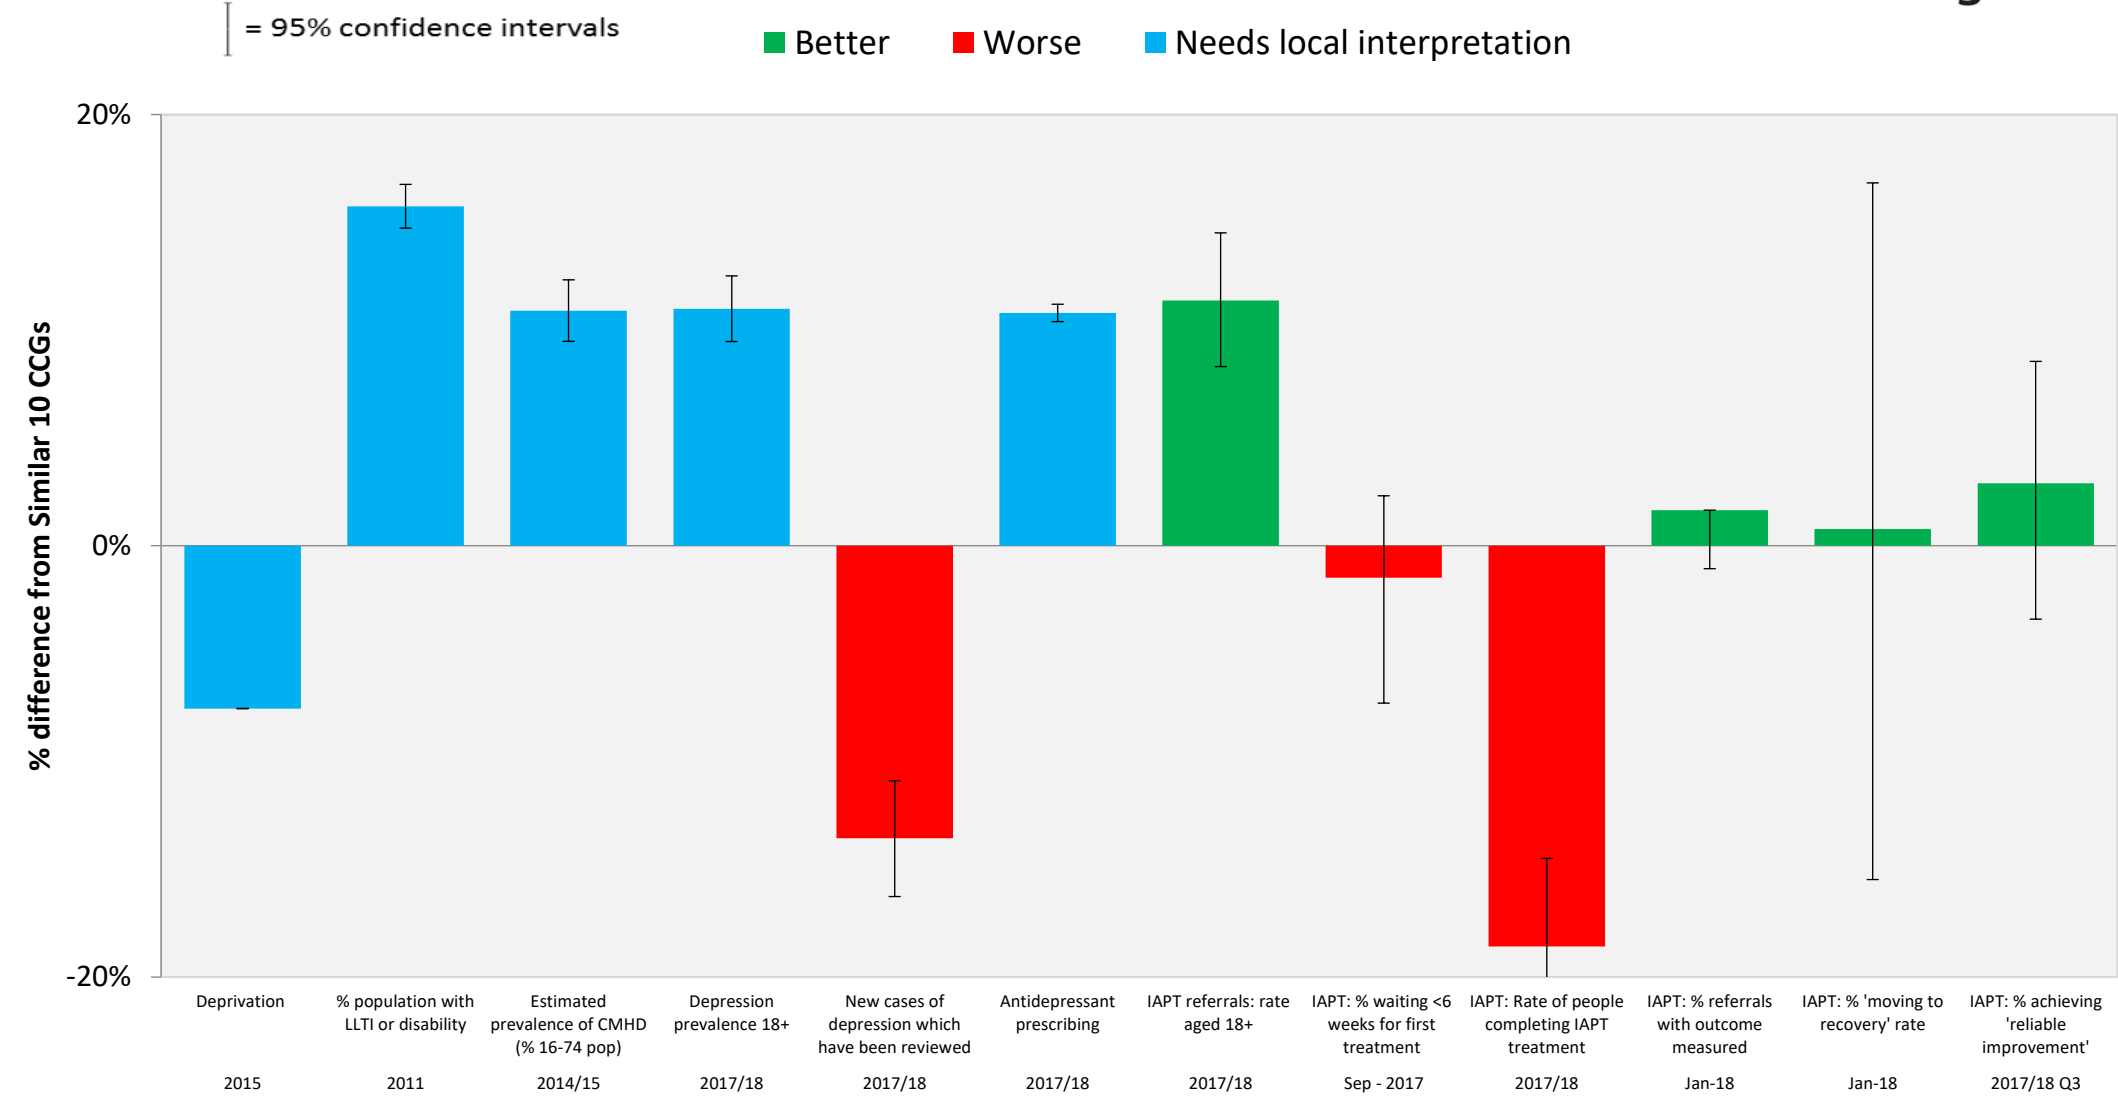 = 95% confidence intervals
Better
Worse
Needs local interpretation
% difference from Similar 10 CCGs
20%
0%
-20%
Deprivation
2015
% population with
LLTI or disability
2011
Estimated
prevalence of CMHD
(% 16-74 pop)
2014/15
Depression
prevalence 18+
2017/18
New cases of
depression which
have been reviewed
2017/18
Antidepressant
prescribing
2017/18
IAPT referrals: rate
aged 18+
2017/18
IAPT: % waiting <6
weeks for first
treatment
Sep - 2017
IAPT: Rate of people
completing IAPT
treatment
2017/18
IAPT: % referrals
with outcome
measured
Jan-18
IAPT: % 'moving to
recovery' rate
Jan-18
IAPT: % achieving
'reliable
improvement'
2017/18 Q3